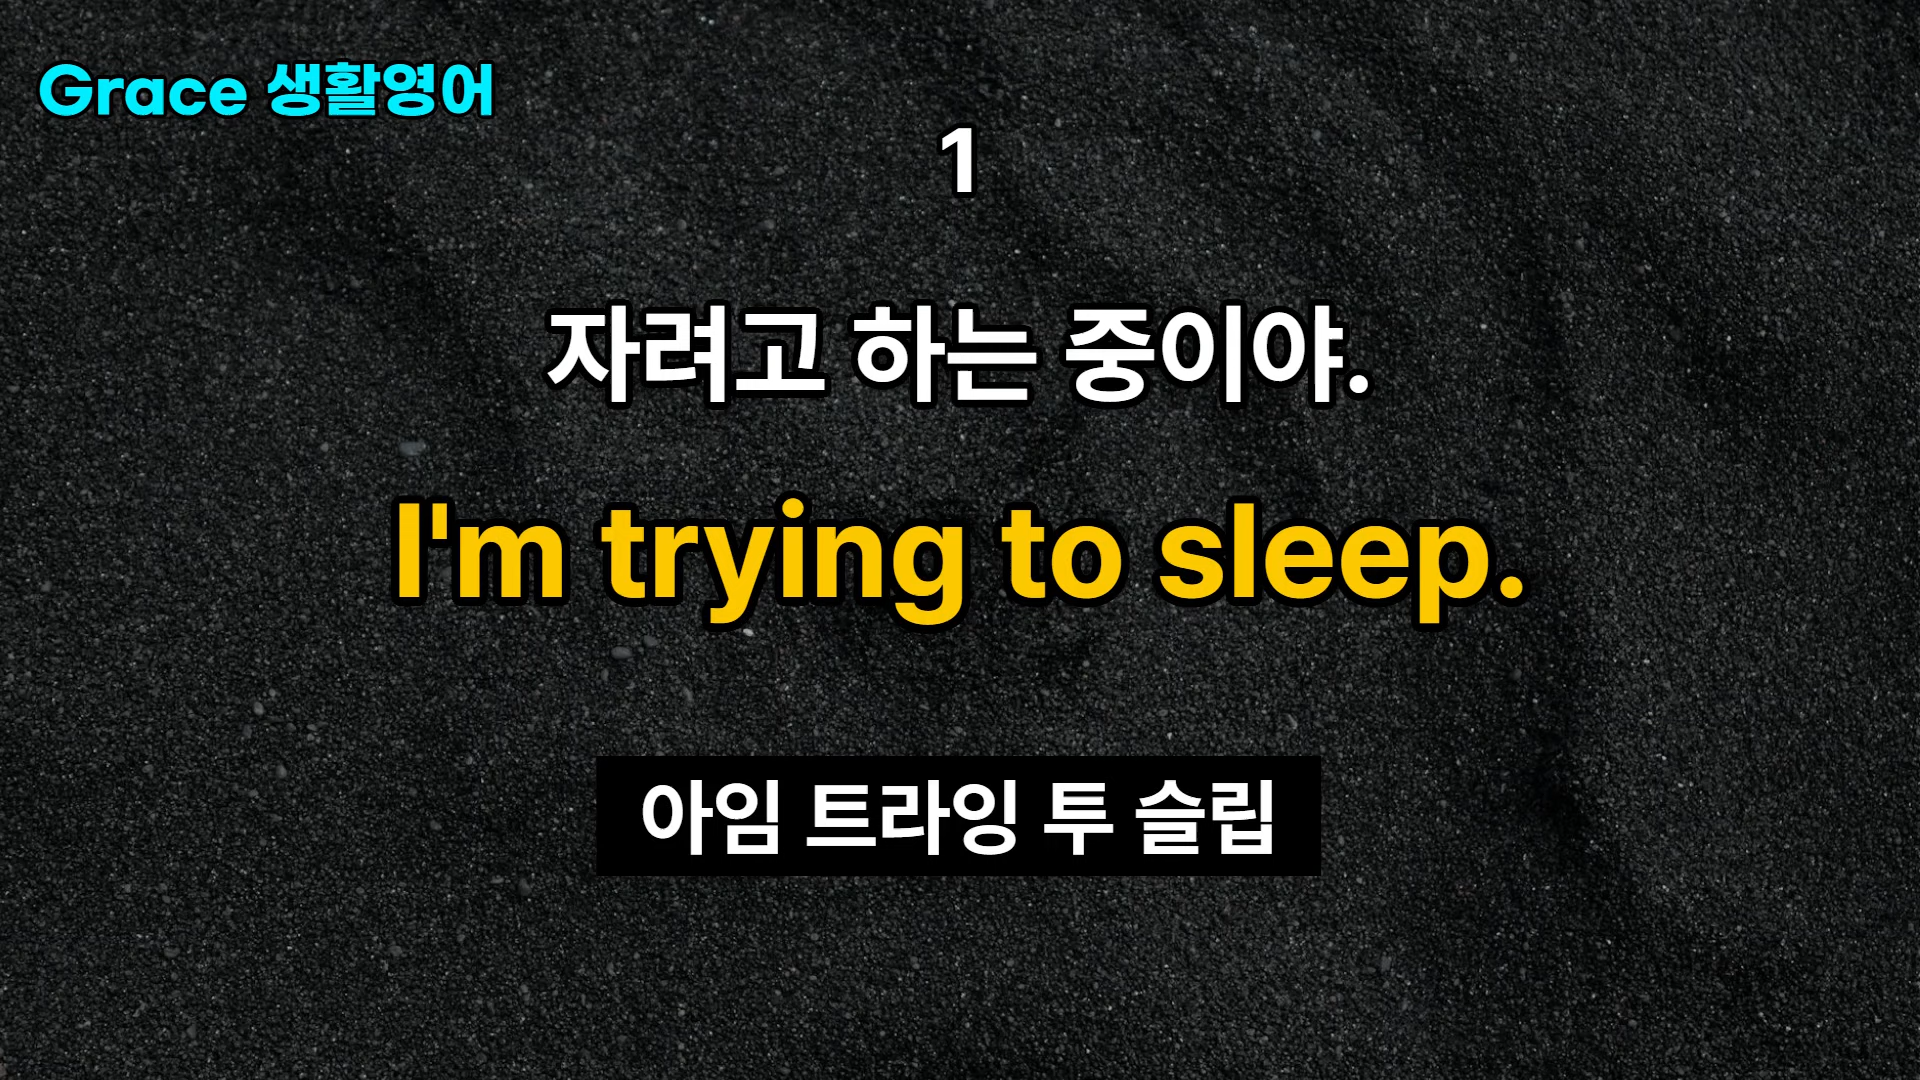 Grace 생활영어
1
자려고 하는 중이야.
I'm trying to sleep.
아임 트라잉 투 슬립